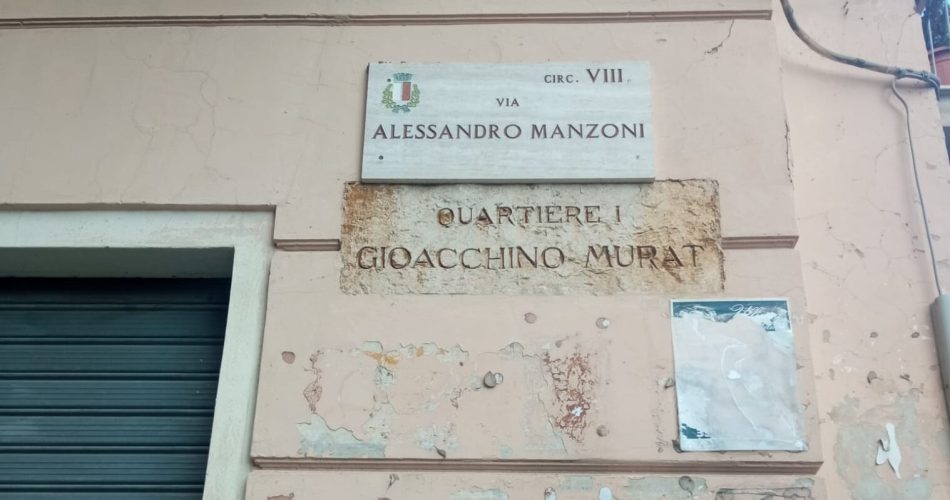 CIRC. VIII
VIA
ALESSANDRO MANZONI
QUARTIERE I
GIOACCHINO MURAT